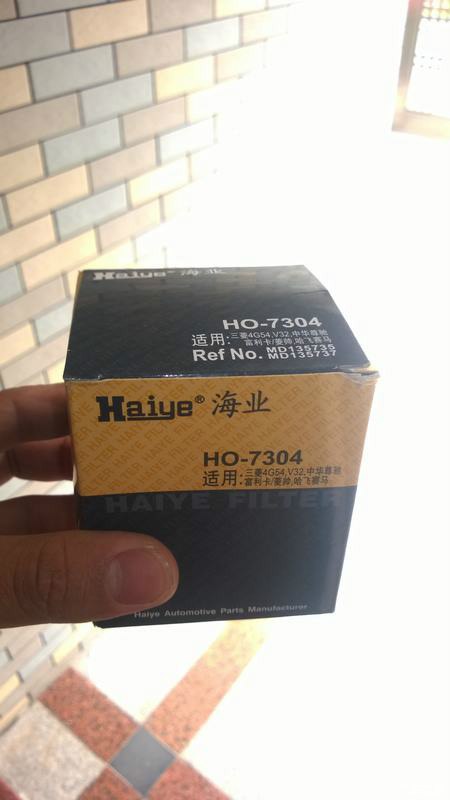 Haiye® 海业
HO-7304
适用:三菱4G54,V32,中华尊驰
富利卡/菱帅,哈飞赛马
Ref No. MD135735
MD135737
Haiye® 海业
HO-7304
适用:三菱4G54,V32,中华尊驰
富利卡/菱帅,哈飞赛马
HAIYE FILTER
Haiye Automotive Parts Manufacturer